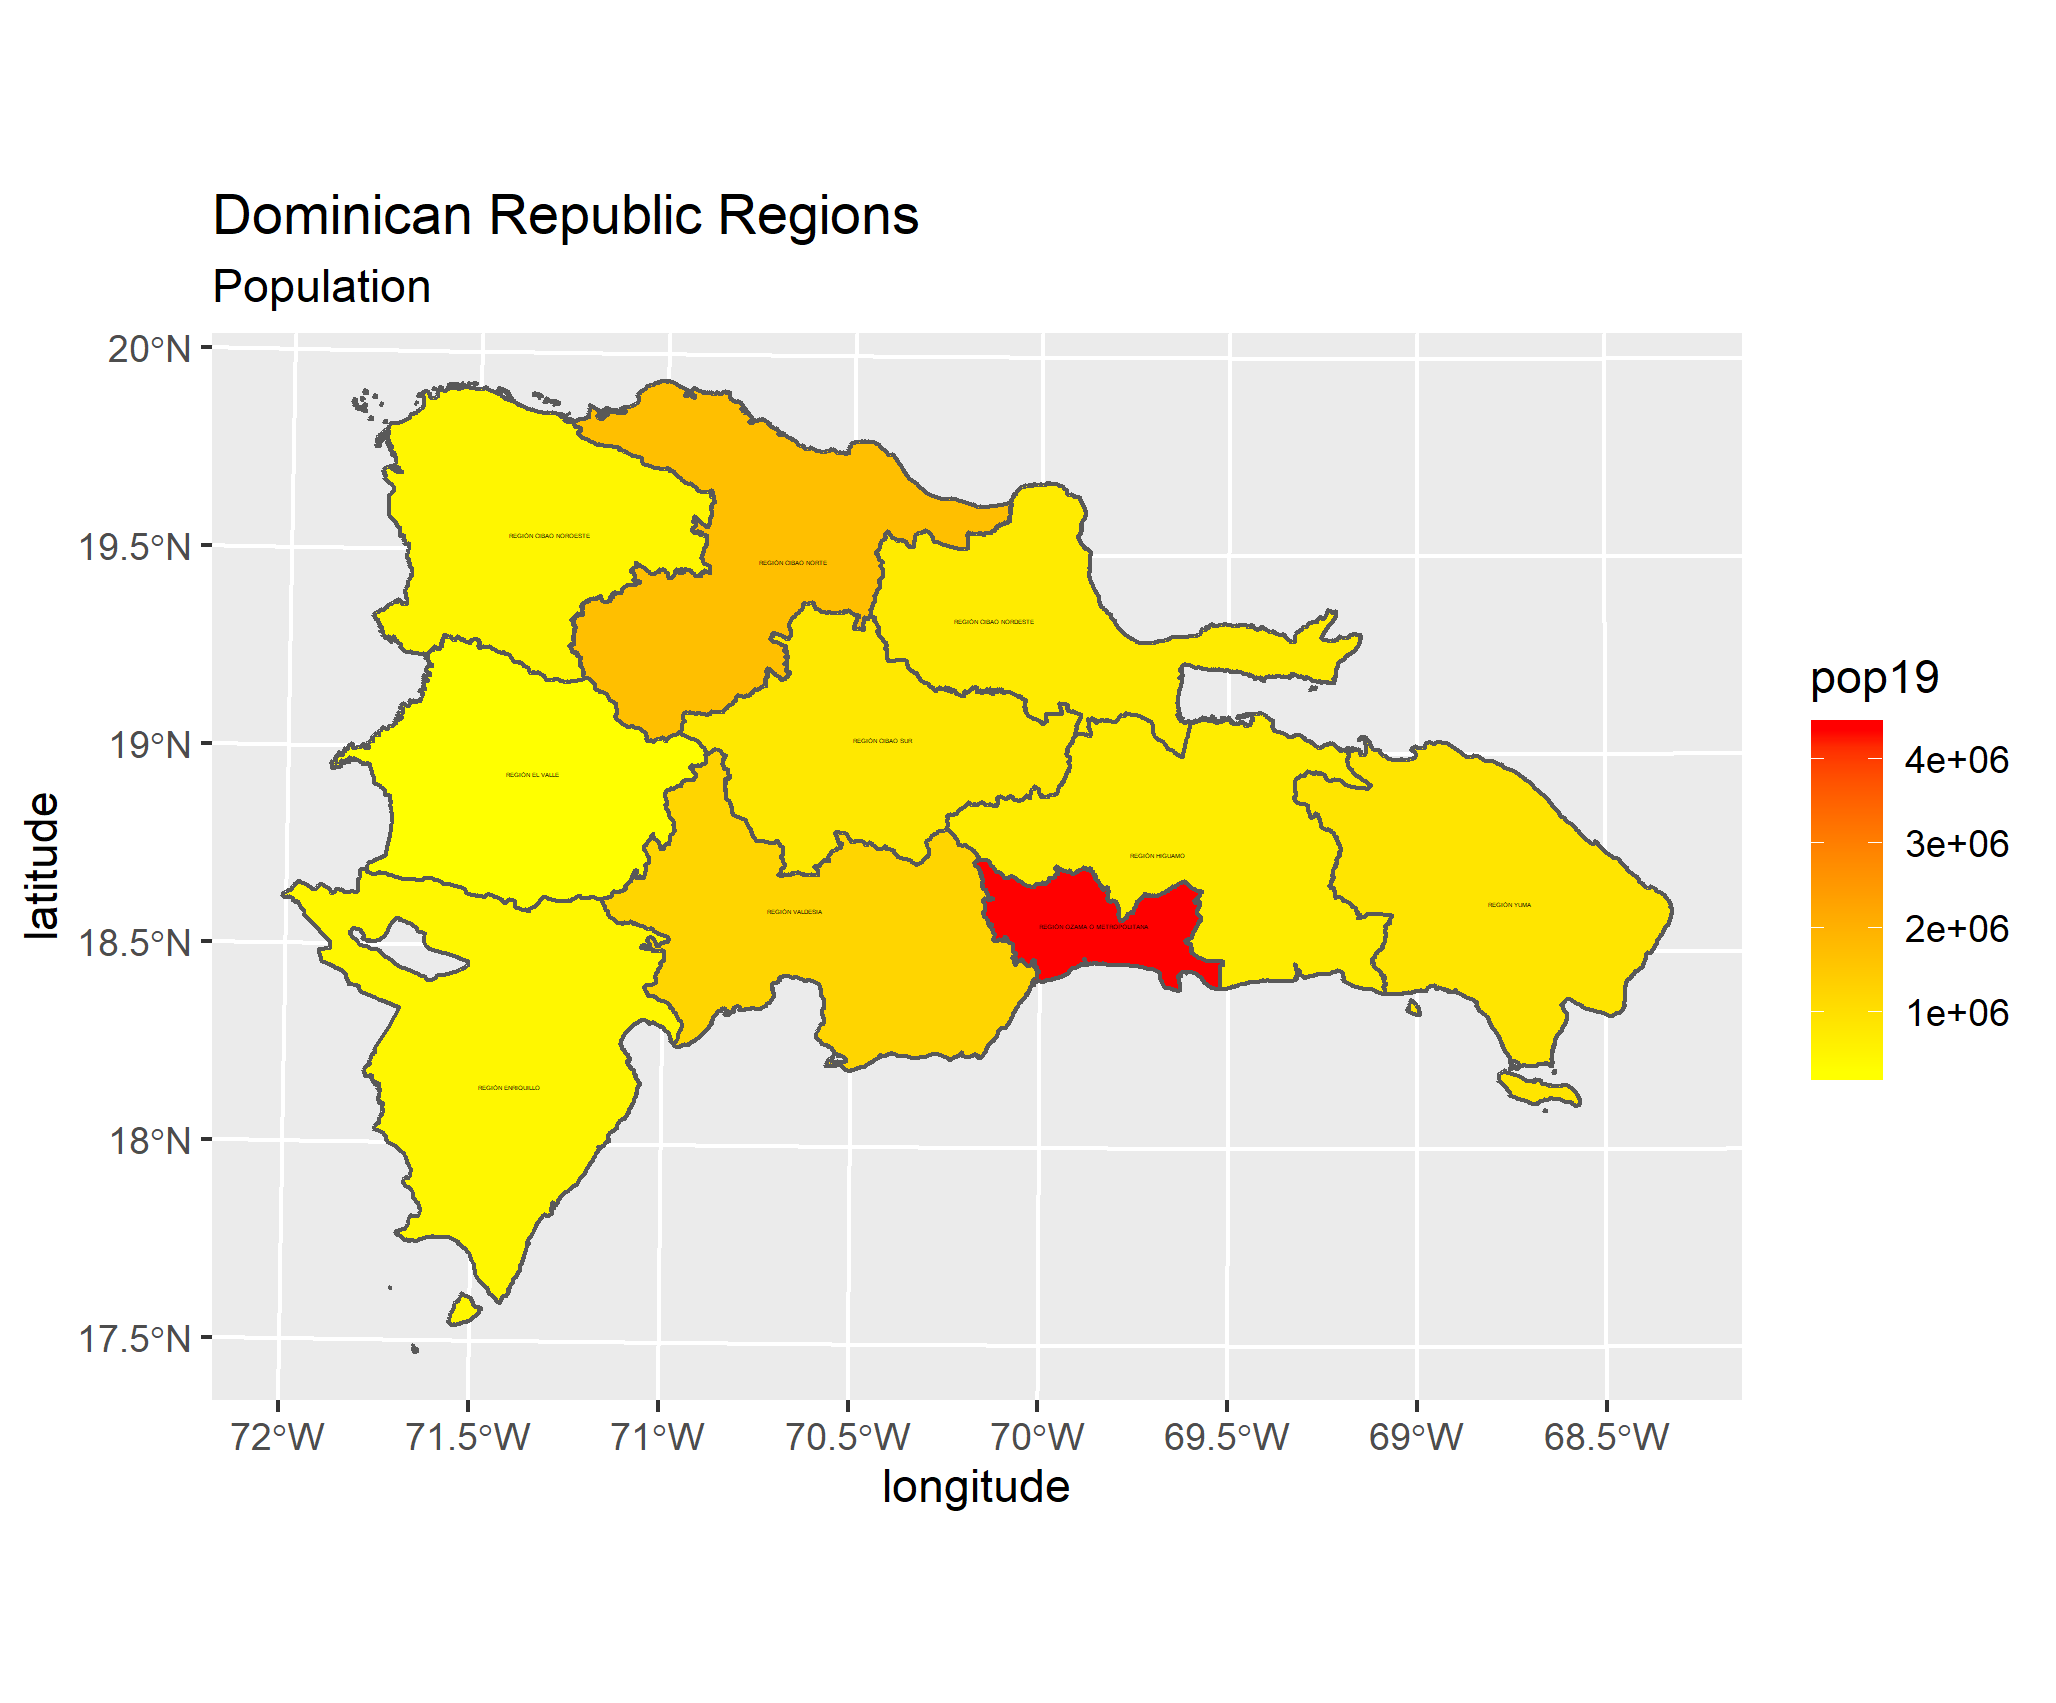 Dominican Republic Regions
Population
20°N
19.5°N
19°N
18.5°N
18°N
17.5°N
latitude
REGIÓN CIBAO NOROESTE
REGIÓN CIBAO NORTE
REGIÓN CIBAO NORDESTE
REGIÓN CIBAO SUR
REGIÓN EL VALLE
REGIÓN HIGUAMO
REGIÓN YUMA
REGIÓN VALDESIA
REGIÓN OZAMA O METROPOLITANA
REGIÓN ENRIQUILLO
72°W
71.5°W
71°W
70.5°W
70°W
69.5°W
69°W
68.5°W
longitude
pop19
4e+06
3e+06
2e+06
1e+06